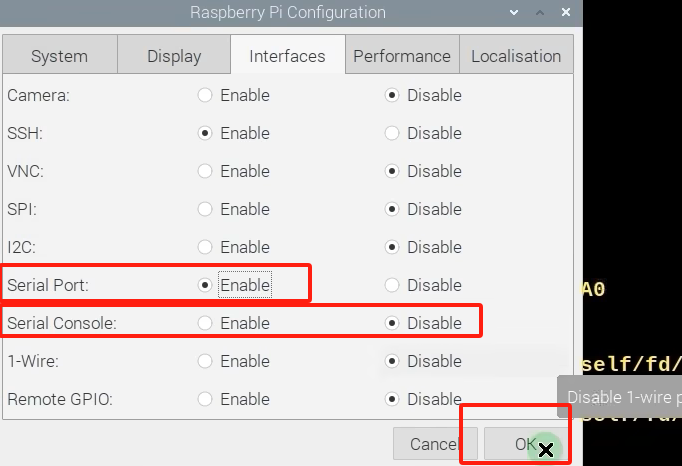 Raspberry Pi Configuration
System Display Interfaces Performance Localisation
Camera: Enable Disable
SSH: Enable Disable
VNC: Enable Disable
SPI: Enable Disable
I2C: Enable Disable
Serial Port: Enable Disable
A0
Serial Console: Enable Disable
1-Wire: Enable Disable
self/fd/
Remote GPIO: Enable Disable
Disable 1-wire p
Cancel OK